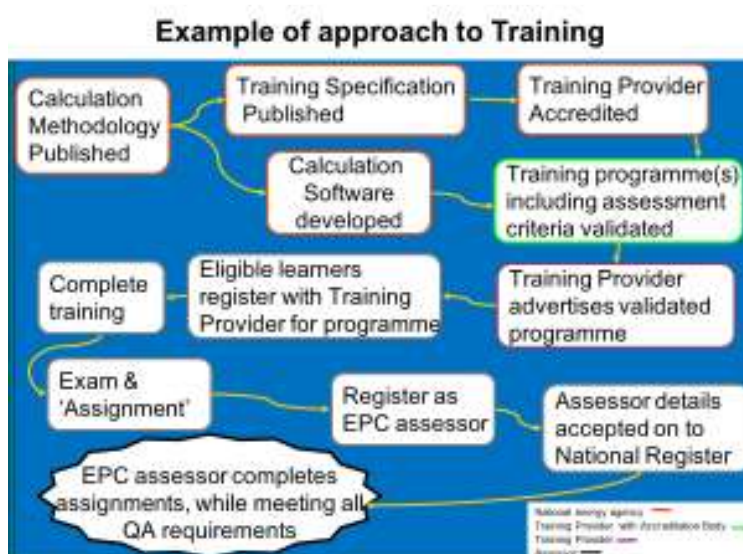 Example of approach to Training
Calculation
Methodology
Published
Training Specification
Published
Training Provider
Accredited
Calculation
Software
developed
Training programme(s)
including assessment
criteria validated
Complete
training
Eligible learners
register with Training
Provider for programme
Training Provider
advertises validated
programme
Exam &
'Assignment'
Register as
EPC assessor
Assessor details
accepted on to
National Register
EPC assessor completes
assignments, while meeting all
QA requirements
National energy agency
Training Provider with Accreditation Body
Training Provider